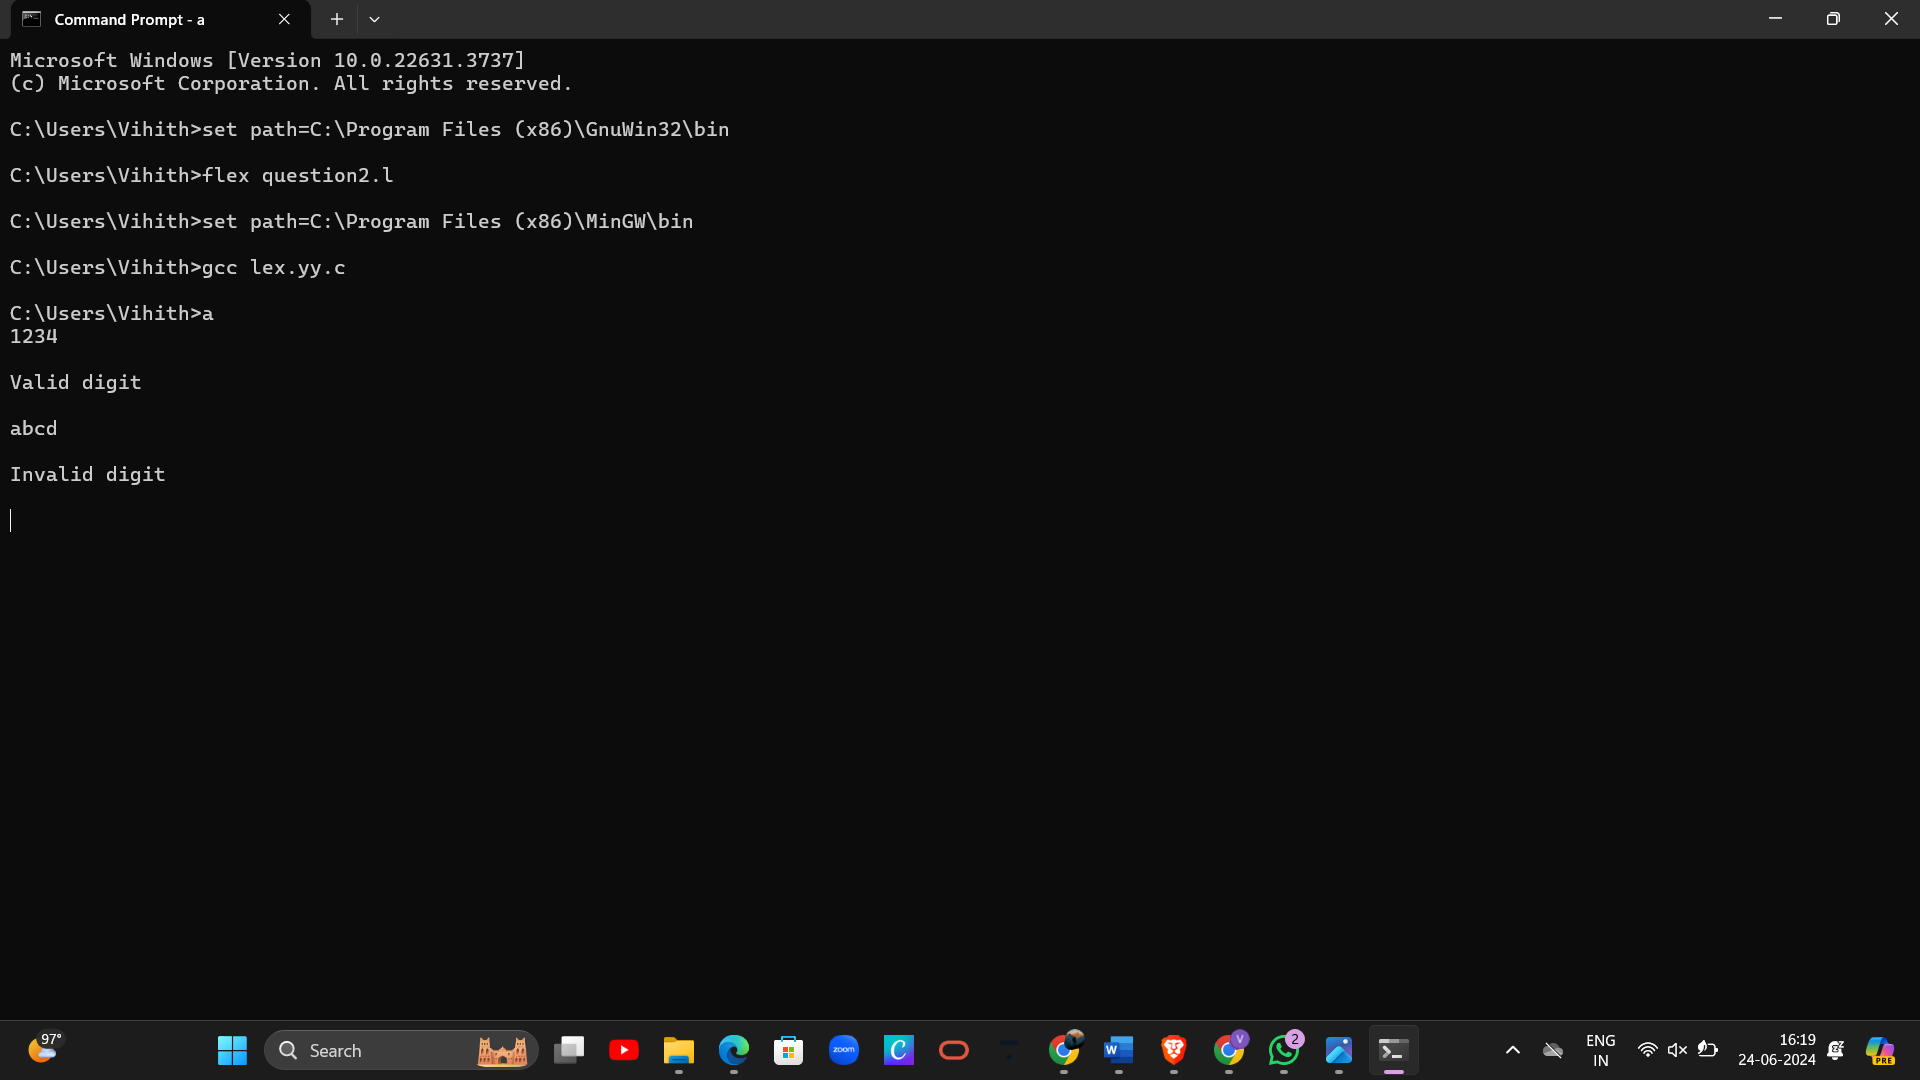 Command Prompt - a
Microsoft Windows [Version 10.0.22631.3737]
(c) Microsoft Corporation. All rights reserved.
C:\Users\Vihith>set path=C:\Program Files (x86)\GnuWin32\bin
C:\Users\Vihith>flex question2.l
C:\Users\Vihith>set path=C:\Program Files (x86)\MinGW\bin
C:\Users\Vihith>gcc lex.yy.c
C:\Users\Vihith>a
1234
Valid digit
abcd
Invalid digit
97°
Search
zoom
C
W
V
2
ENG
IN
16:19
24-06-2024
PRE